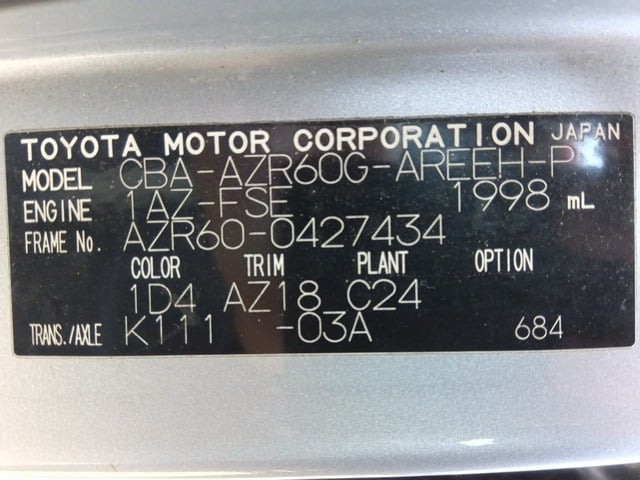 TOYOTA MOTOR CORPORATION JAPAN
MODEL CBA-AZR60G-AREEH-P
ENGINE 1AZ-FSE 1998 mL
FRAME No. AZR60-0427434
COLOR TRIM PLANT OPTION
1D4 AZ18 C24
TRANS./AXLE K111 -03A 684